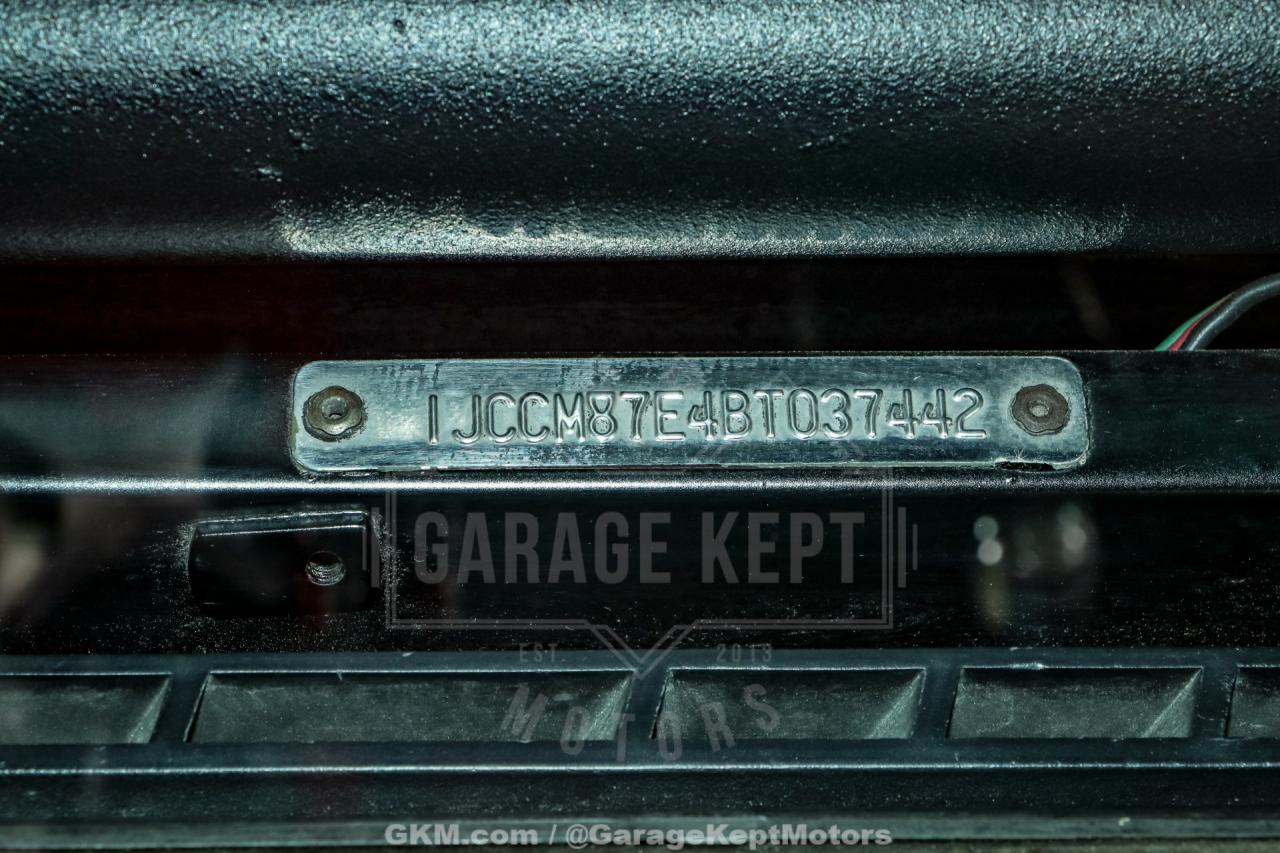 1JCCM87E4BT037442
GARAGE KEPT
EST. 2013
MOTORS
GKM.com / @GarageKeptMotors